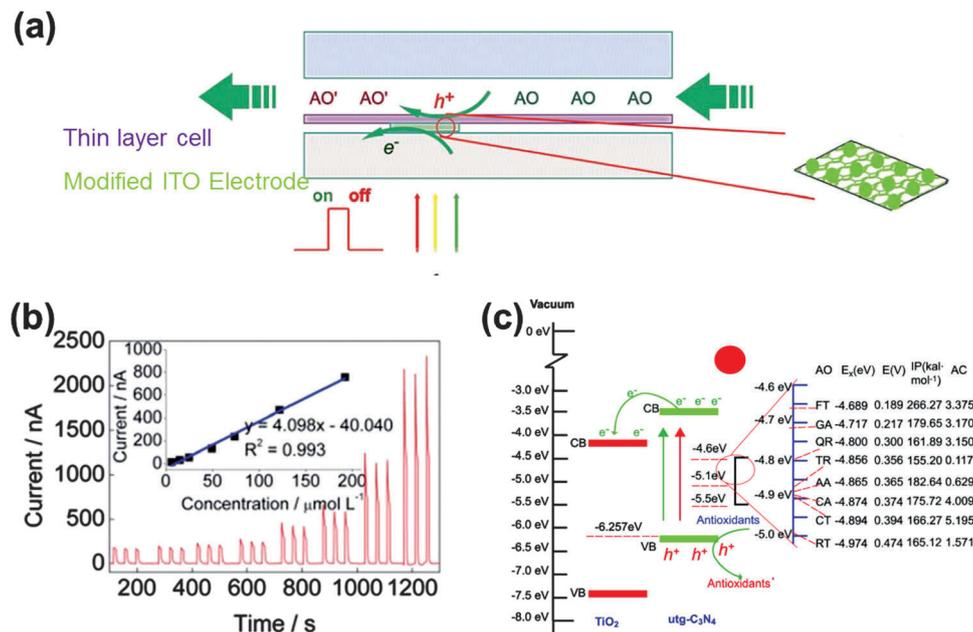 (a)
AO' AO' h⁺ AO AO AO
Thin layer cell
e⁻
Modified ITO Electrode
on off
(b)
2500
2000
1500
1000
500
0
Current / nA
200 400 600 800 1000 1200
Time / s
1000
800
600
400
200
0
Current / nA
y = 4.098x - 40.040
R² = 0.993
0 50 100 150 200
Concentration / μmol L⁻¹
(c)
Vacuum
0 eV
-3.0 eV
-3.5 eV
-4.0 eV
-4.5 eV
-5.0 eV
-5.5 eV
-6.0 eV
-6.5 eV
-7.0 eV
-7.5 eV
-8.0 eV
e⁻
CB e⁻ e⁻ e⁻
CB e⁻ e⁻
-4.6eV
-5.1eV
-5.5eV
Antioxidants
-6.257eV
VB h⁺ h⁺ h⁺
Antioxidants'
VB
TiO₂ utg-C₃N₄
-4.6 eV
-4.7 eV
-4.8 eV
-4.9 eV
-5.0 eV
AO Eₓ(eV) E(V) IP(kal· mol⁻¹) AC
FT -4.689 0.189 266.27 3.375
GA -4.717 0.217 179.65 3.170
QR -4.800 0.300 161.89 3.150
TR -4.856 0.356 155.20 0.117
AA -4.865 0.365 182.64 0.629
CA -4.874 0.374 175.72 4.009
CT -4.894 0.394 166.27 5.195
RT -4.974 0.474 165.12 1.571